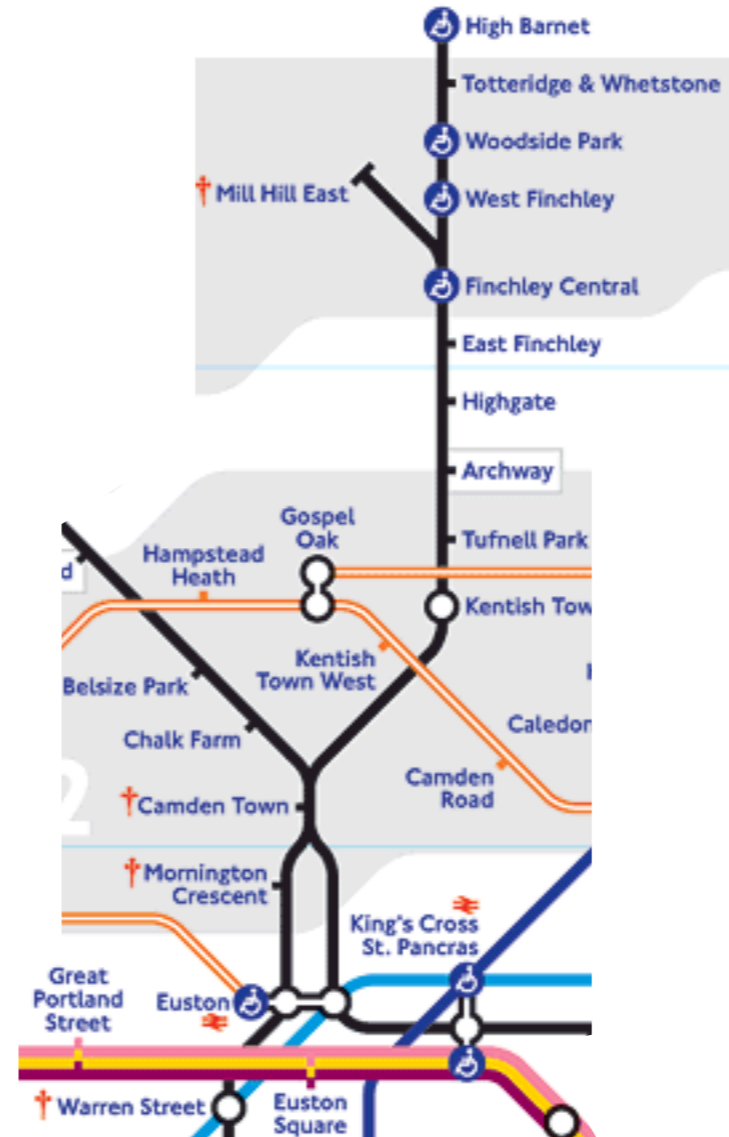 High Barnet
Totteridge & Whetstone
Woodside Park
† Mill Hill East
West Finchley
Finchley Central
East Finchley
Highgate
Archway
Gospel
Oak
Tufnell Park
Hampstead
Heath
d
Kentish Tow
Kentish
Town West
Belsize Park
Caledon
Chalk Farm
Camden
Road
2
† Camden Town
† Mornington
Crescent
King's Cross
St. Pancras
Great
Portland
Street
Euston
† Warren Street
Euston
Square